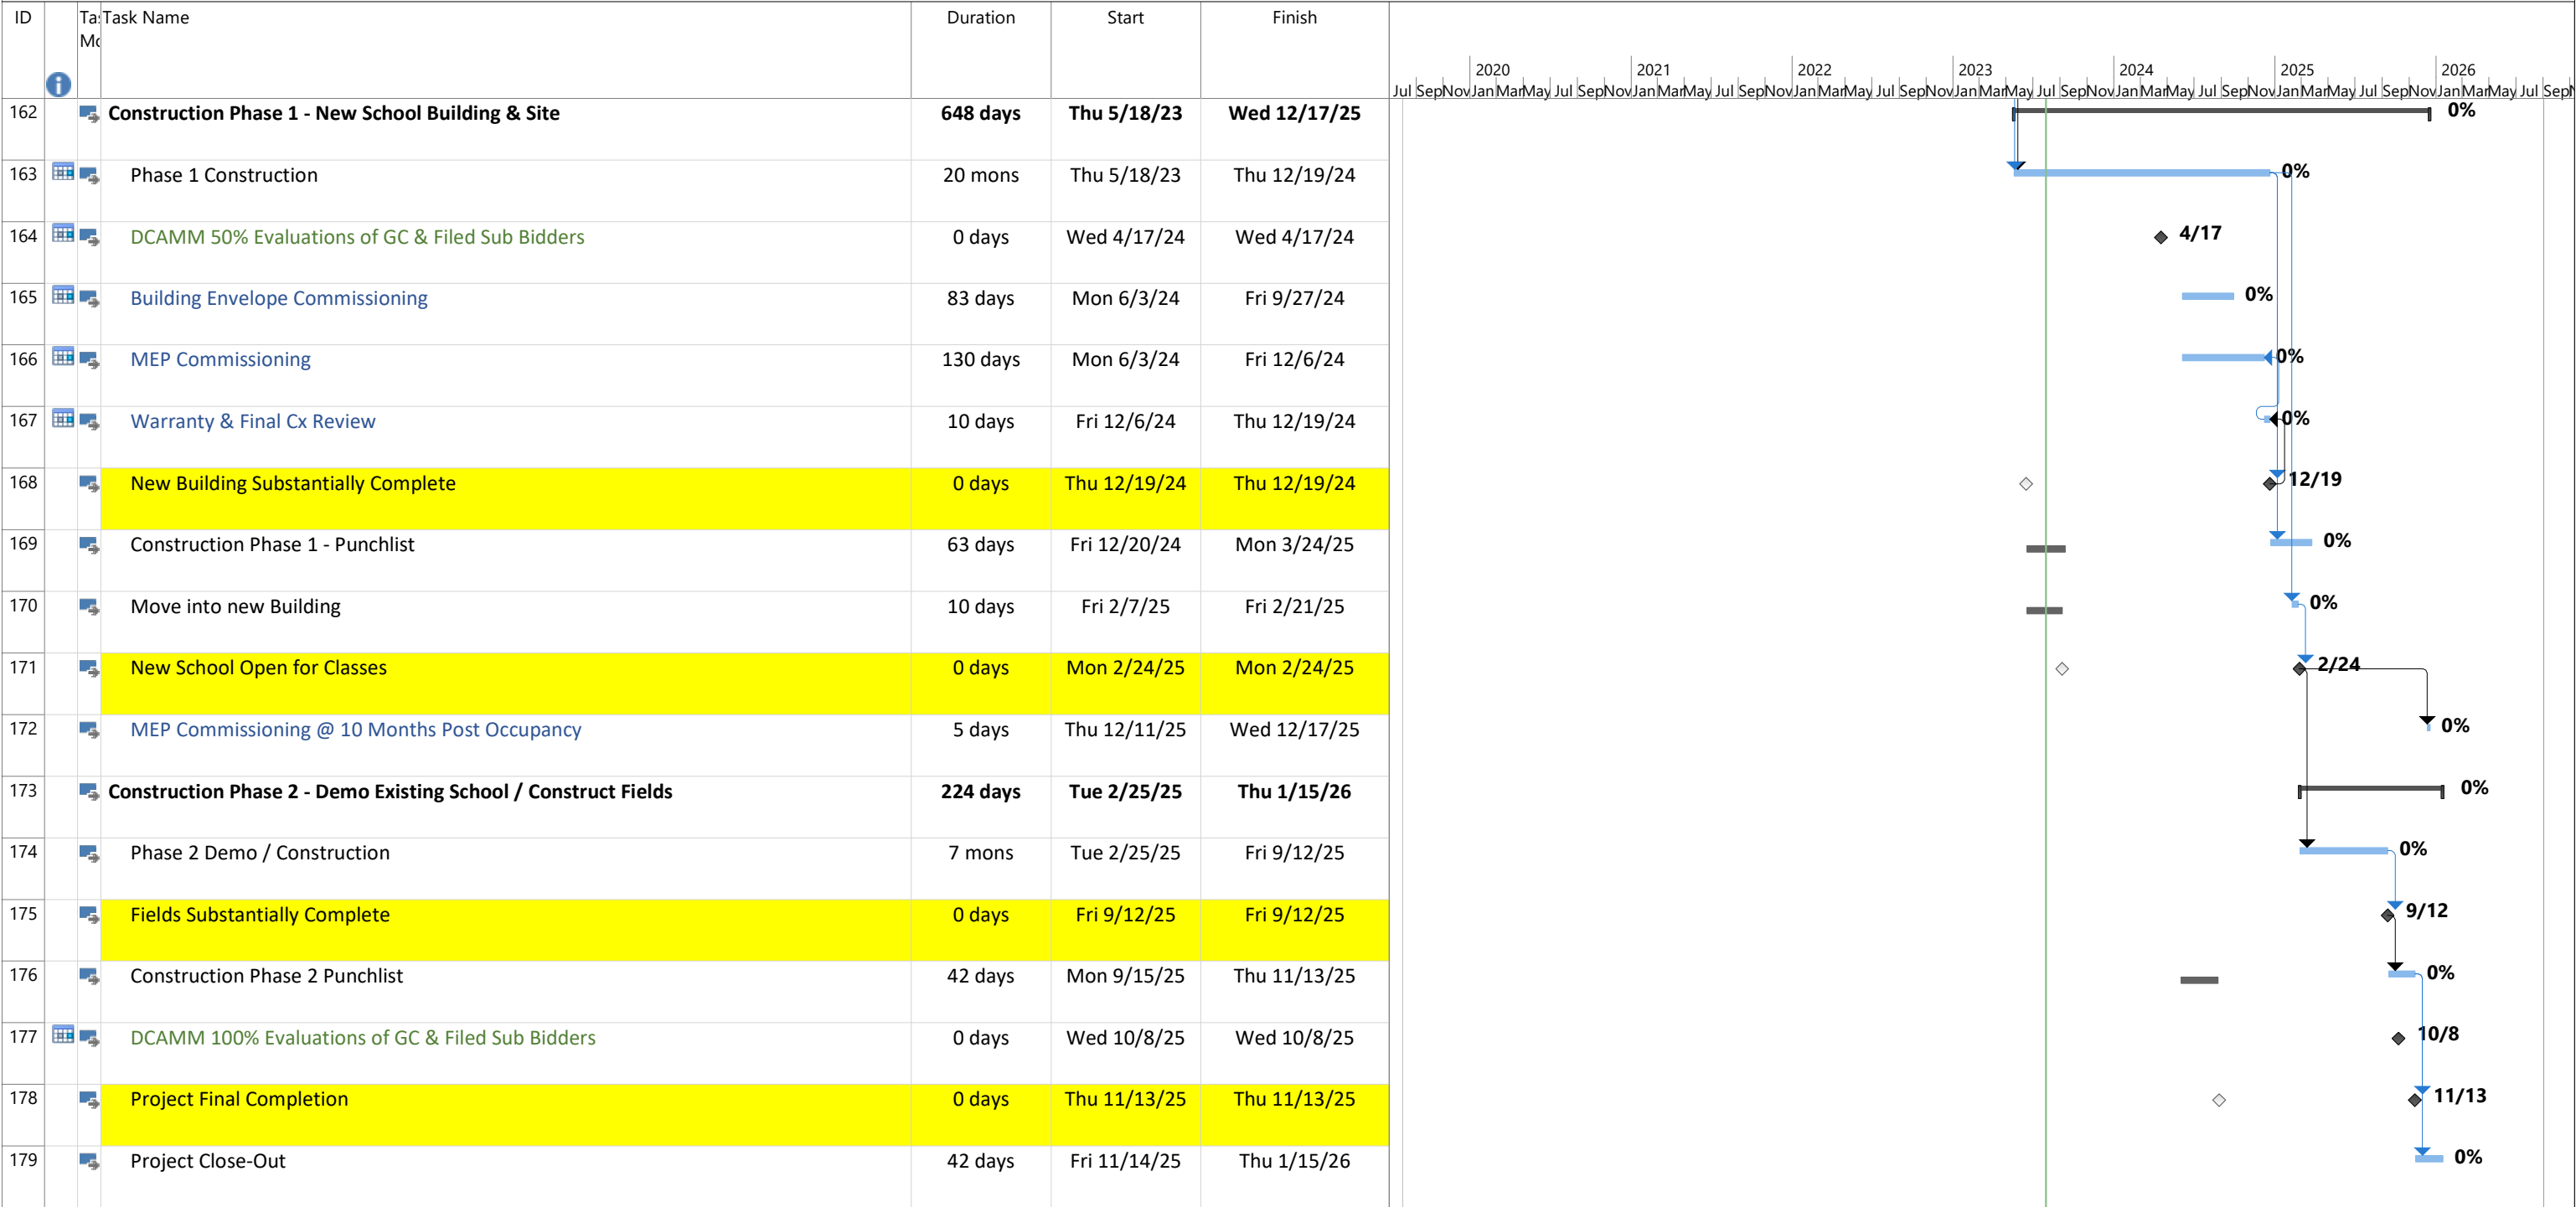 ID Ta Task Name Duration Start Finish
Mo
2020 2021 2022 2023 2024 2025 2026
Jul Sep Nov Jan Mar May Jul Sep Nov Jan Mar May Jul Sep Nov Jan Mar May Jul Sep Nov Jan Mar May Jul Sep Nov Jan Mar May Jul Sep Nov Jan Mar May Jul Sep Nov Jan Mar May Jul Sep
162 Construction Phase 1 - New School Building & Site 648 days Thu 5/18/23 Wed 12/17/25 0%
163 Phase 1 Construction 20 mons Thu 5/18/23 Thu 12/19/24 0%
164 DCAMM 50% Evaluations of GC & Filed Sub Bidders 0 days Wed 4/17/24 Wed 4/17/24 4/17
165 Building Envelope Commissioning 83 days Mon 6/3/24 Fri 9/27/24 0%
166 MEP Commissioning 130 days Mon 6/3/24 Fri 12/6/24 0%
167 Warranty & Final Cx Review 10 days Fri 12/6/24 Thu 12/19/24 0%
168 New Building Substantially Complete 0 days Thu 12/19/24 Thu 12/19/24 12/19
169 Construction Phase 1 - Punchlist 63 days Fri 12/20/24 Mon 3/24/25 0%
170 Move into new Building 10 days Fri 2/7/25 Fri 2/21/25 0%
171 New School Open for Classes 0 days Mon 2/24/25 Mon 2/24/25 2/24
172 MEP Commissioning @ 10 Months Post Occupancy 5 days Thu 12/11/25 Wed 12/17/25 0%
173 Construction Phase 2 - Demo Existing School / Construct Fields 224 days Tue 2/25/25 Thu 1/15/26 0%
174 Phase 2 Demo / Construction 7 mons Tue 2/25/25 Fri 9/12/25 0%
175 Fields Substantially Complete 0 days Fri 9/12/25 Fri 9/12/25 9/12
176 Construction Phase 2 Punchlist 42 days Mon 9/15/25 Thu 11/13/25 0%
177 DCAMM 100% Evaluations of GC & Filed Sub Bidders 0 days Wed 10/8/25 Wed 10/8/25 10/8
178 Project Final Completion 0 days Thu 11/13/25 Thu 11/13/25 11/13
179 Project Close-Out 42 days Fri 11/14/25 Thu 1/15/26 0%